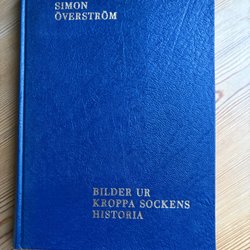 SIMON
ÖVERSTRÖM
BILDER UR
KROPPA SOCKENS
HISTORIA